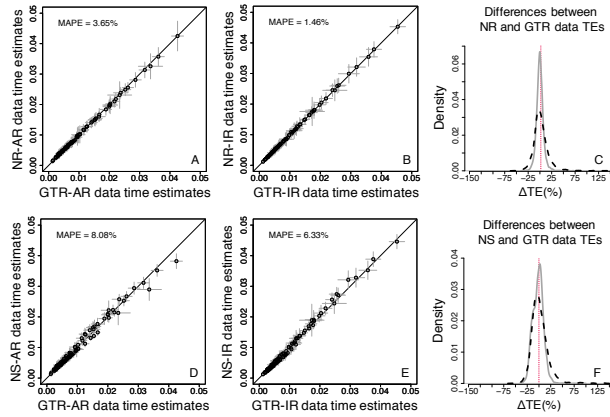 MAPE = 3.65%
NR-AR data time estimates
0.00 0.01 0.02 0.03 0.04 0.05
0.00 0.01 0.02 0.03 0.04 0.05
A
GTR-AR data time estimates
MAPE = 1.46%
NR-IR data time estimates
0.00 0.01 0.02 0.03 0.04 0.05
0.00 0.01 0.02 0.03 0.04 0.05
B
GTR-IR data time estimates
Differences between
NR and GTR data TEs
Density
0.00 0.02 0.04 0.06
C
-150 -75 -25 25 75 150
ΔTE(%)
MAPE = 8.08%
NS-AR data time estimates
0.00 0.01 0.02 0.03 0.04 0.05
0.00 0.01 0.02 0.03 0.04 0.05
D
GTR-AR data time estimates
MAPE = 6.33%
NS-IR data time estimates
0.00 0.01 0.02 0.03 0.04 0.05
0.00 0.01 0.02 0.03 0.04 0.05
E
GTR-IR data time estimates
Differences between
NS and GTR data TEs
Density
0.00 0.01 0.02 0.03 0.04
F
-150 -75 -25 25 75 150
ΔTE(%)